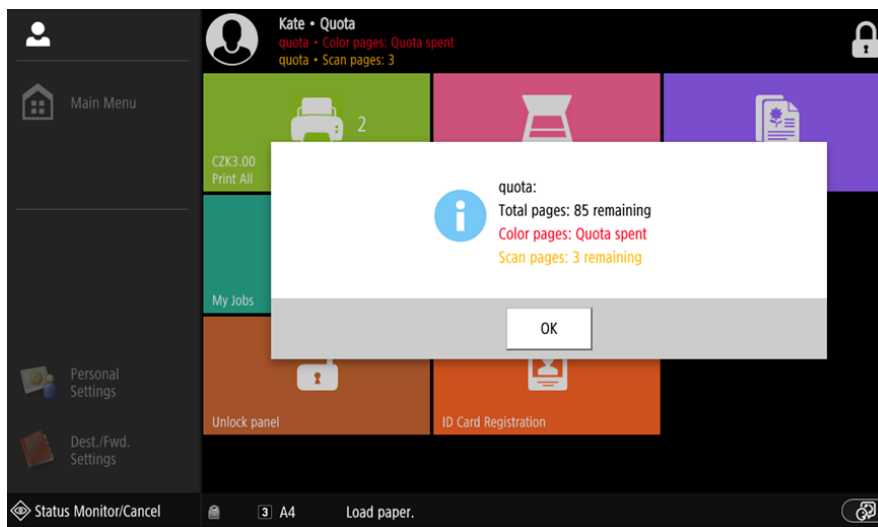 Kate • Quota
quota • Color pages: Quota spent
quota • Scan pages: 3
Main Menu
2
CZK3.00
Print All
quota:
Total pages: 85 remaining
Color pages: Quota spent
Scan pages: 3 remaining
OK
My Jobs
Personal
Settings
Unlock panel
ID Card Registration
Dest./Fwd.
Settings
Status Monitor/Cancel
3 A4 Load paper.